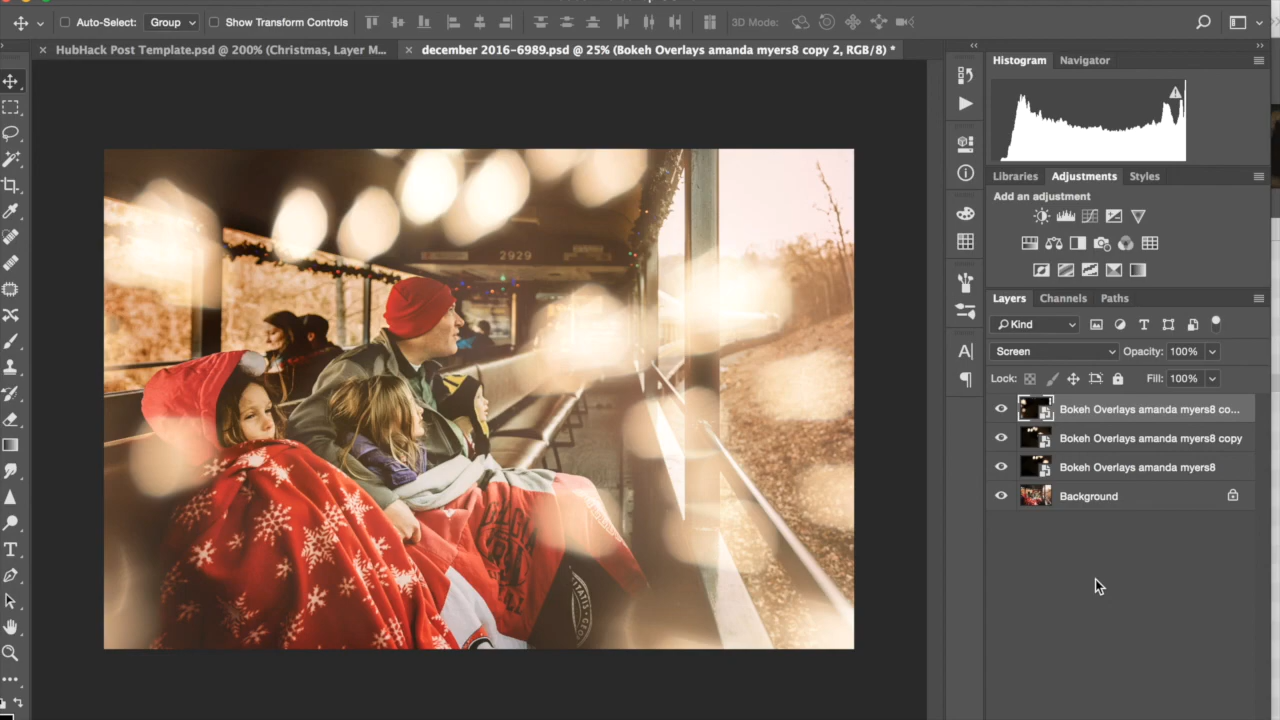 Auto-Select: Group Show Transform Controls 3D Mode:
HubHack Post Template.psd @ 200% (Christmas, Layer M... december 2016-6989.psd @ 25% (Bokeh Overlays amanda myers8 copy 2, RGB/8) *
Histogram Navigator
Libraries Adjustments Styles
Add an adjustment
Layers Channels Paths
Kind
Screen Opacity: 100%
Lock: Fill: 100%
Bokeh Overlays amanda myers8 co...
Bokeh Overlays amanda myers8 copy
Bokeh Overlays amanda myers8
Background
2929